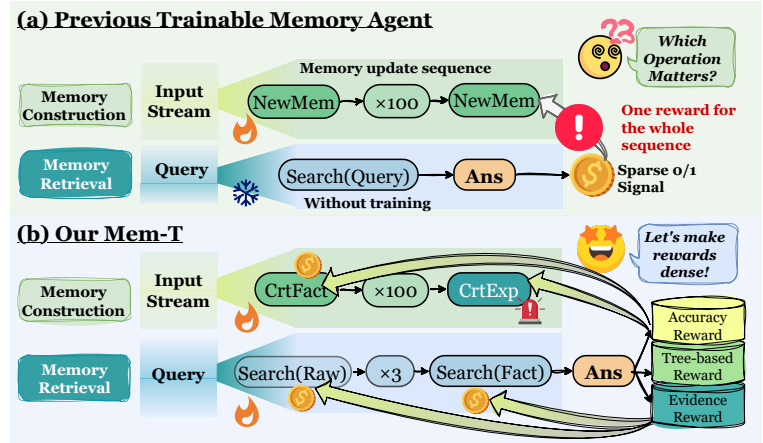 (a) Previous Trainable Memory Agent
Memory
Construction
Input
Stream
Memory update sequence
NewMem
×100
NewMem
??
Which
Operation
Matters?
One reward for
the whole
sequence
!
Memory
Retrieval
Query
Search(Query)
Ans
Without training
$
Sparse 0/1
Signal
(b) Our Mem-T
Let's make
rewards
dense!
Memory
Construction
Input
Stream
$
CrtFact
×100
CrtExp
Memory
Retrieval
Query
Search(Raw)
×3
Search(Fact)
Ans
$
$
Accuracy
Reward
Tree-based
Reward
Evidence
Reward